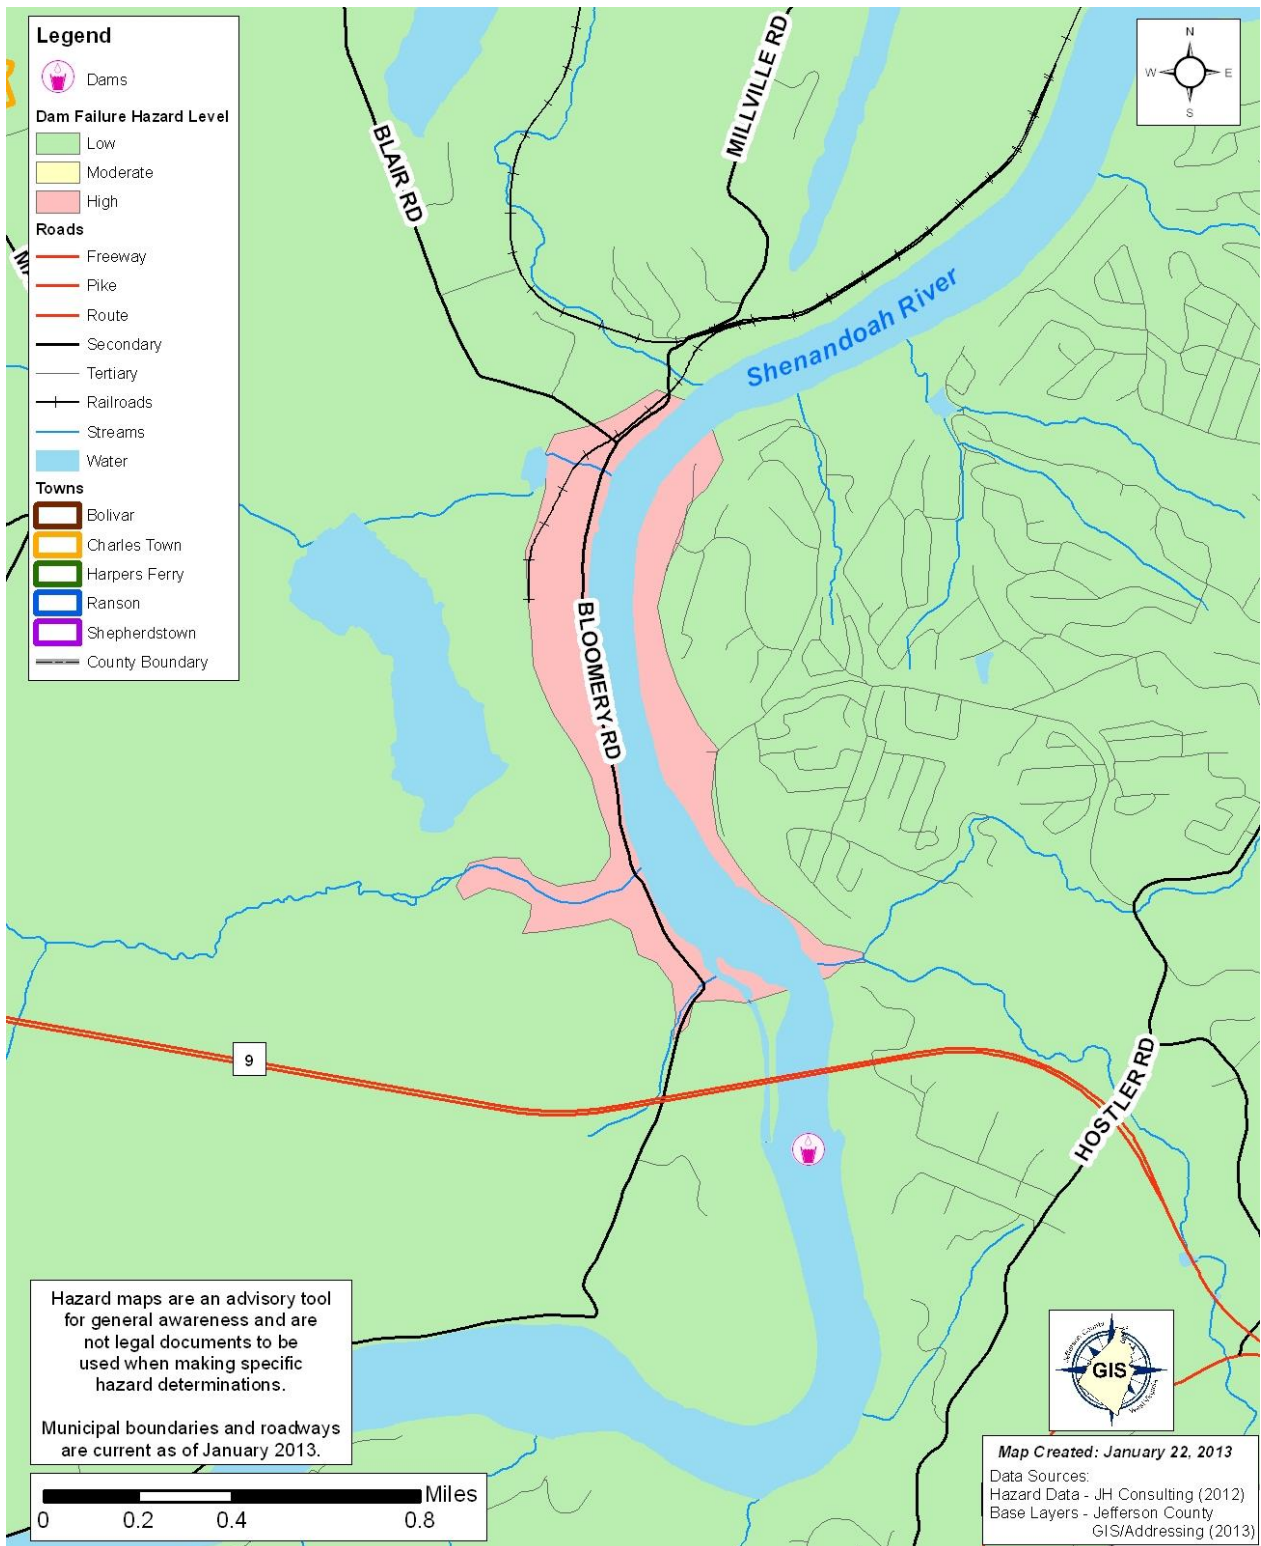 Legend
Dams
Dam Failure Hazard Level
Low
Moderate
High
Roads
Freeway
Pike
Route
Secondary
Tertiary
Railroads
Streams
Water
Towns
Bolivar
Charles Town
Harpers Ferry
Ranson
Shepherdstown
County Boundary
N
W
E
S
BLAIR RD
MILLVILLE RD
Shenandoah River
BLOOMERY RD
9
HOSTLER RD
Hazard maps are an advisory tool
for general awareness and are
not legal documents to be
used when making specific
hazard determinations.
Municipal boundaries and roadways
are current as of January 2013.
Miles
0 0.2 0.4 0.8
Jefferson County
GIS
West Virginia
Map Created: January 22, 2013
Data Sources:
Hazard Data - JH Consulting (2012)
Base Layers - Jefferson County
GIS/Addressing (2013)